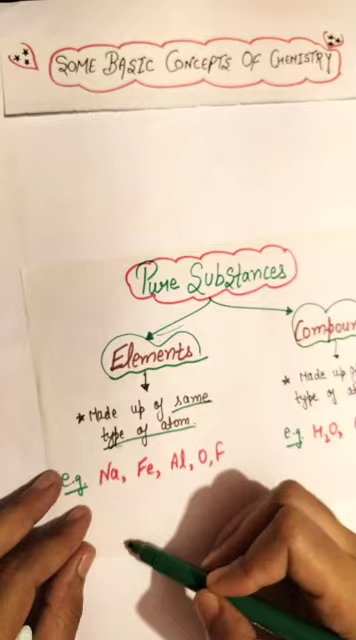 SOME BASIC CONCEPTS OF CHEMISTRY
Pure Substances
Elements
* Made up of same
type of atom.
e.g. Na, Fe, Al, O, F
* Made up
type of
e.g. H₂O,